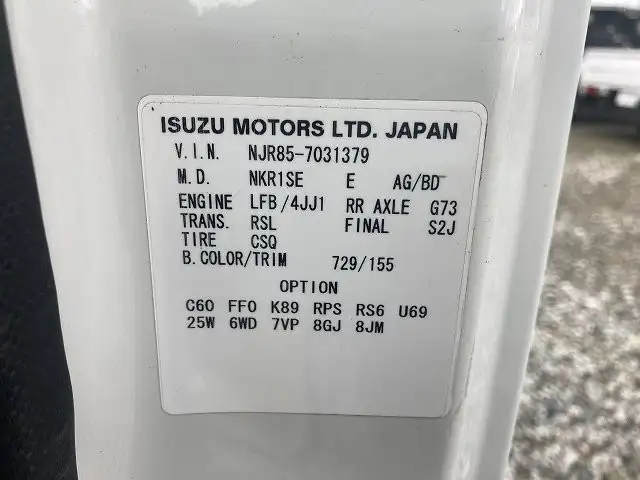 ISUZU MOTORS LTD. JAPAN
V.I.N. NJR85-7031379
M.D. NKR1SE E AG/BD
ENGINE LFB/4JJ1 RR AXLE G73
TRANS. RSL FINAL S2J
TIRE CSQ
B.COLOR/TRIM 729/155
OPTION
C60 FF0 K89 RPS RS6 U69
25W 6WD 7VP 8GJ 8JM